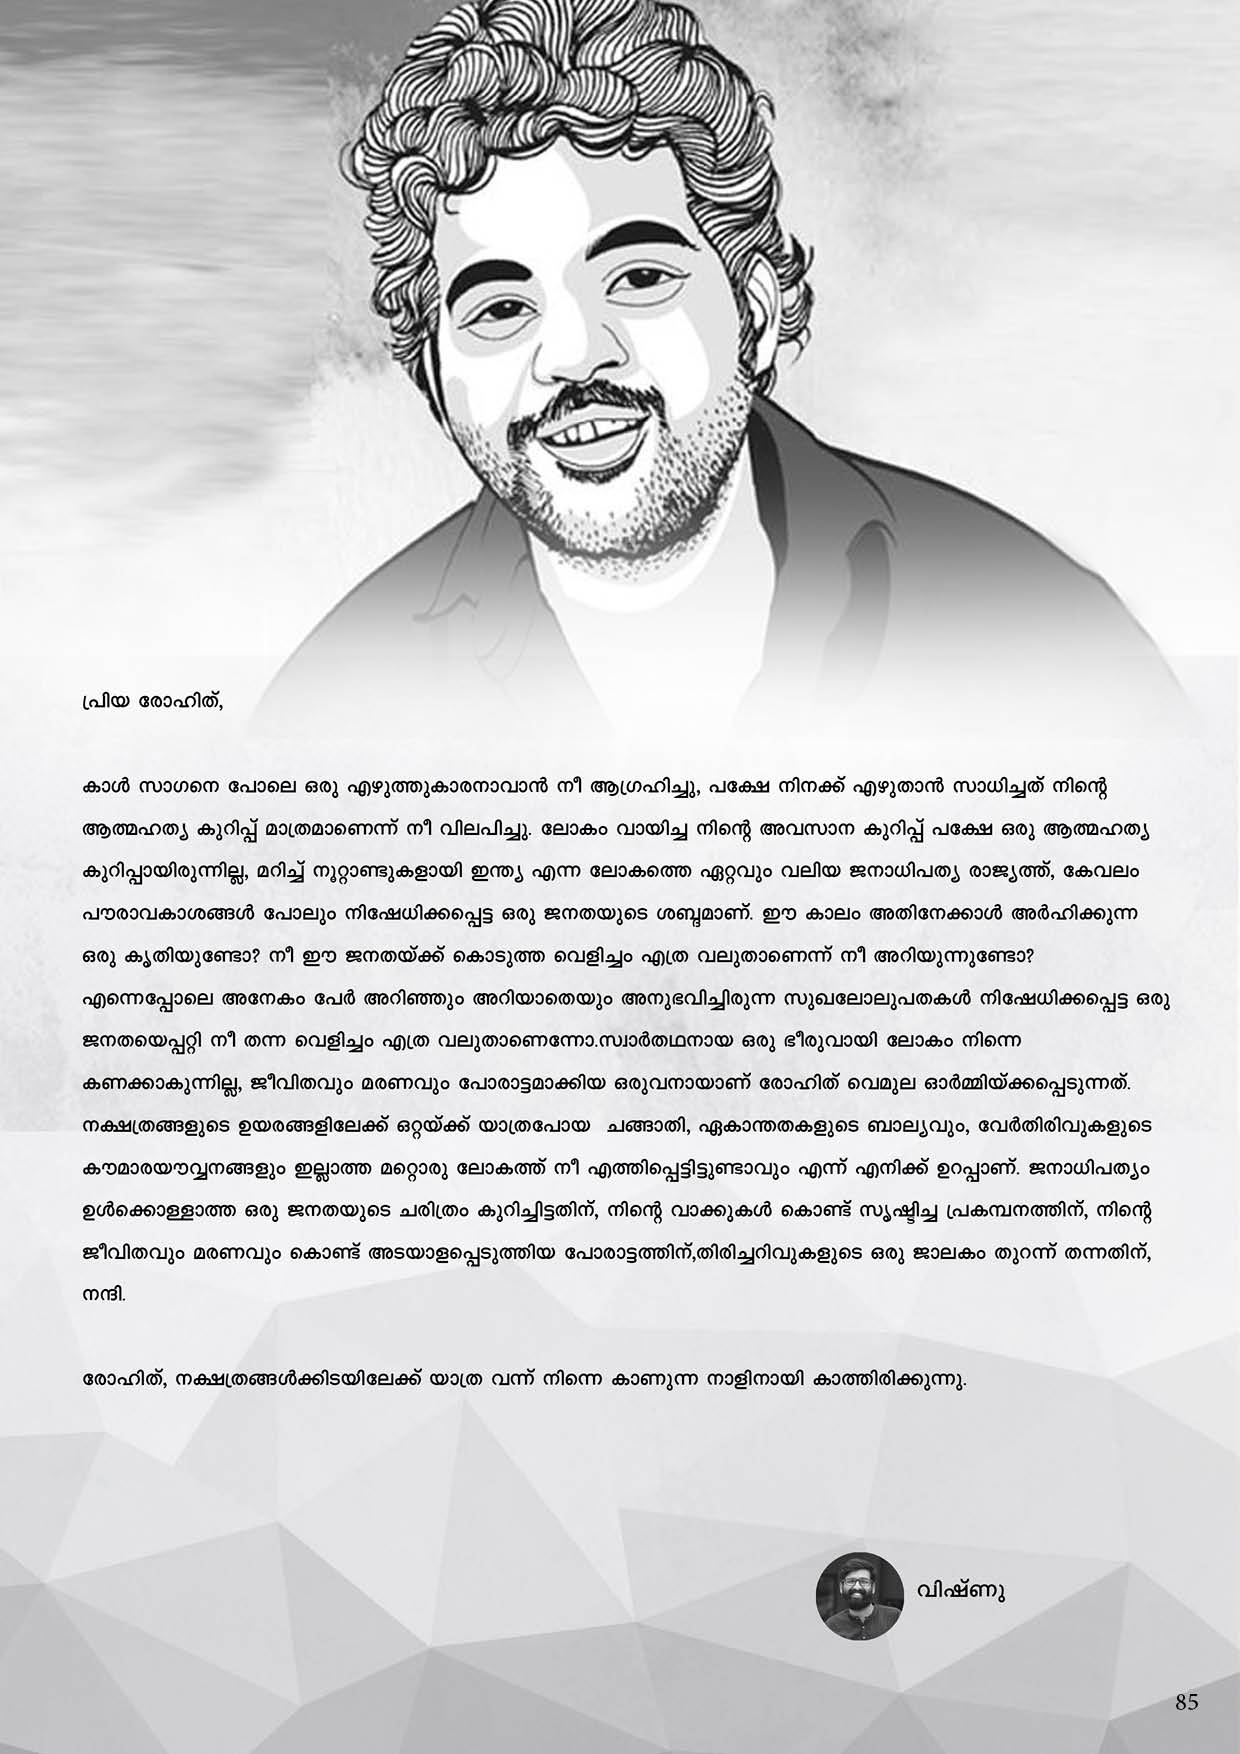 പ്രിയ രോഹിത്,
കാൾ സാഗനെ പോലെ ഒരു എഴുത്തുകാരനാവാൻ നീ ആഗ്രഹിച്ചു, പക്ഷേ നിനക്ക് എഴുതാൻ സാധിച്ചത് നിന്റെ
ആത്മഹത്യ കുറിപ്പ് മാത്രമാണെന്ന് നീ വിലപിച്ചു. ലോകം വായിച്ച നിന്റെ അവസാന കുറിപ്പ് പക്ഷേ ഒരു ആത്മഹത്യ
കുറിപ്പായിരുന്നില്ല, മറിച്ച് നൂറ്റാണ്ടുകളായി ഇന്ത്യ എന്ന ലോകത്തെ ഏറ്റവും വലിയ ജനാധിപത്യ രാജ്യത്ത്, കേവലം
പൗരാവകാശങ്ങൾ പോലും നിഷേധിക്കപ്പെട്ട ഒരു ജനതയുടെ ശബ്ദമാണ്. ഈ കാലം അതിനേക്കാൾ അർഹിക്കുന്ന
ഒരു കൃതിയുണ്ടോ? നീ ഈ ജനതയ്ക്ക് കൊടുത്ത വെളിച്ചം എത്ര വലുതാണെന്ന് നീ അറിയുന്നുണ്ടോ?
എന്നെപ്പോലെ അനേകം പേർ അറിഞ്ഞും അറിയാതെയും അനുഭവിച്ചിരുന്ന സുഖലോലുപതകൾ നിഷേധിക്കപ്പെട്ട ഒരു
ജനതയെപ്പറ്റി നീ തന്ന വെളിച്ചം എത്ര വലുതാണെന്നോ.സ്വാർതഥനായ ഒരു ഭീരുവായി ലോകം നിന്നെ
കണക്കാകുന്നില്ല, ജീവിതവും മരണവും പോരാട്ടമാക്കിയ ഒരുവനായാണ് രോഹിത് വെമുല ഓർമ്മിയ്ക്കപ്പെടുന്നത്.
നക്ഷത്രങ്ങളുടെ ഉയരങ്ങളിലേക്ക് ഒറ്റയ്ക്ക് യാത്രപോയ ചങ്ങാതി, ഏകാന്തതകളുടെ ബാല്യവും, വേർതിരിവുകളുടെ
കൗമാരയൗവ്വനങ്ങളും ഇല്ലാത്ത മറ്റൊരു ലോകത്ത് നീ എത്തിപ്പെട്ടിട്ടുണ്ടാവും എന്ന് എനിക്ക് ഉറപ്പാണ്. ജനാധിപത്യം
ഉൾക്കൊള്ളാത്ത ഒരു ജനതയുടെ ചരിത്രം കുറിച്ചിട്ടതിന്, നിന്റെ വാക്കുകൾ കൊണ്ട് സൃഷ്ടിച്ച പ്രകമ്പനത്തിന്, നിന്റെ
ജീവിതവും മരണവും കൊണ്ട് അടയാളപ്പെടുത്തിയ പോരാട്ടത്തിന്,തിരിച്ചറിവുകളുടെ ഒരു ജാലകം തുറന്ന് തന്നതിന്,
നന്ദി.
രോഹിത്, നക്ഷത്രങ്ങൾക്കിടയിലേക്ക് യാത്ര വന്ന് നിന്നെ കാണുന്ന നാളിനായി കാത്തിരിക്കുന്നു.
വിഷ്ണു
85